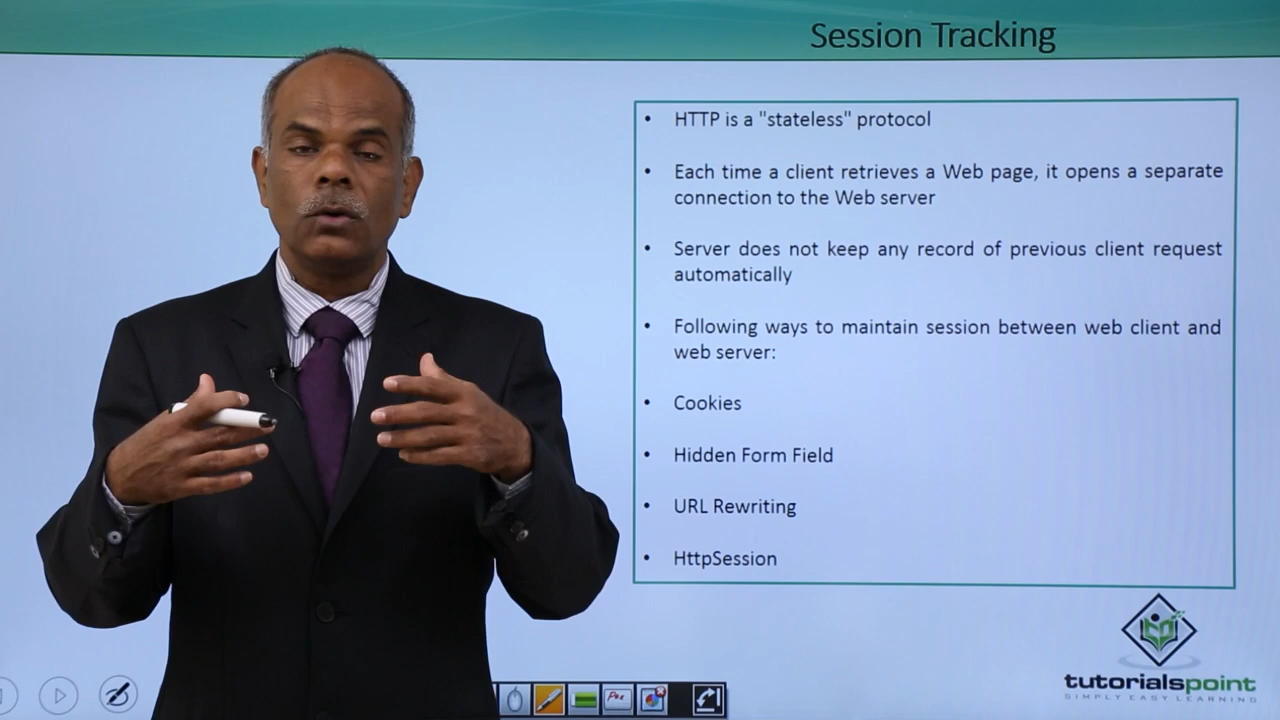 Session Tracking
• HTTP is a "stateless" protocol
• Each time a client retrieves a Web page, it opens a separate
connection to the Web server
• Server does not keep any record of previous client request
automatically
• Following ways to maintain session between web client and
web server:
• Cookies
• Hidden Form Field
• URL Rewriting
• HttpSession
tutorialspoint
SIMPLY EASY LEARNING